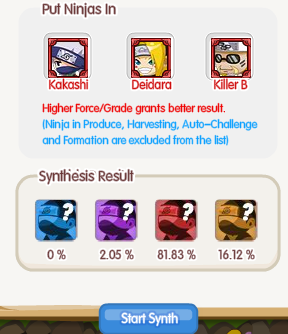 Put Ninjas In
Kakashi Deidara Killer B
Higher Force/Grade grants better result.
(Ninja in Produce, Harvesting, Auto-Challenge
and Formation are excluded from the list)
Synthesis Result
? ? ? ?
0 % 2.05 % 81.83 % 16.12 %
Start Synth